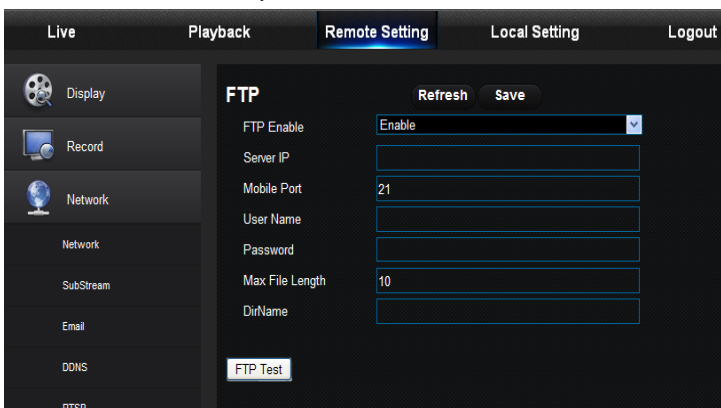 Live Playback Remote Setting Local Setting Logout
Display
Record
Network
Network
SubStream
Email
DDNS
RTSP
FTP Refresh Save
FTP Enable Enable
Server IP
Mobile Port 21
User Name
Password
Max File Length 10
DirName
FTP Test